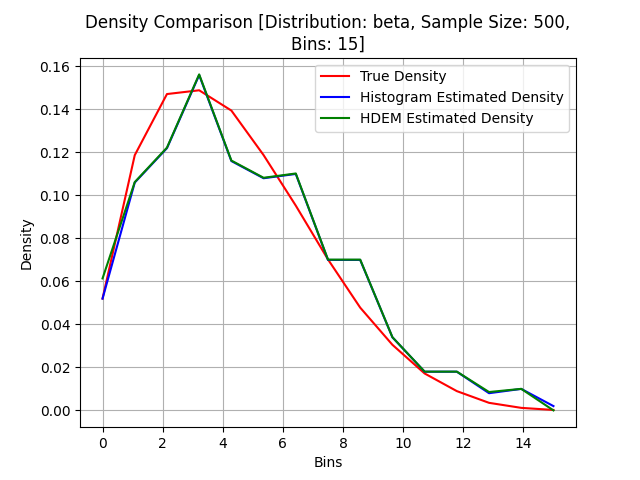 Density Comparison [Distribution: beta, Sample Size: 500,
Bins: 15]
True Density
Histogram Estimated Density
HDEM Estimated Density
Density
0.16
0.14
0.12
0.10
0.08
0.06
0.04
0.02
0.00
0 2 4 6 8 10 12 14
Bins